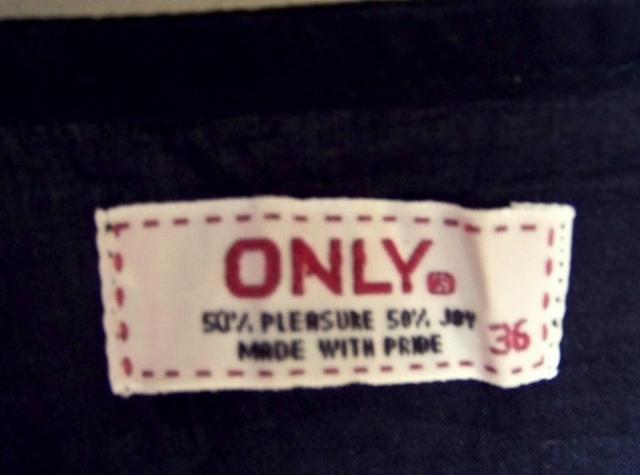 ONLY
50% PLEASURE 50% JOY
MADE WITH PRIDE
36